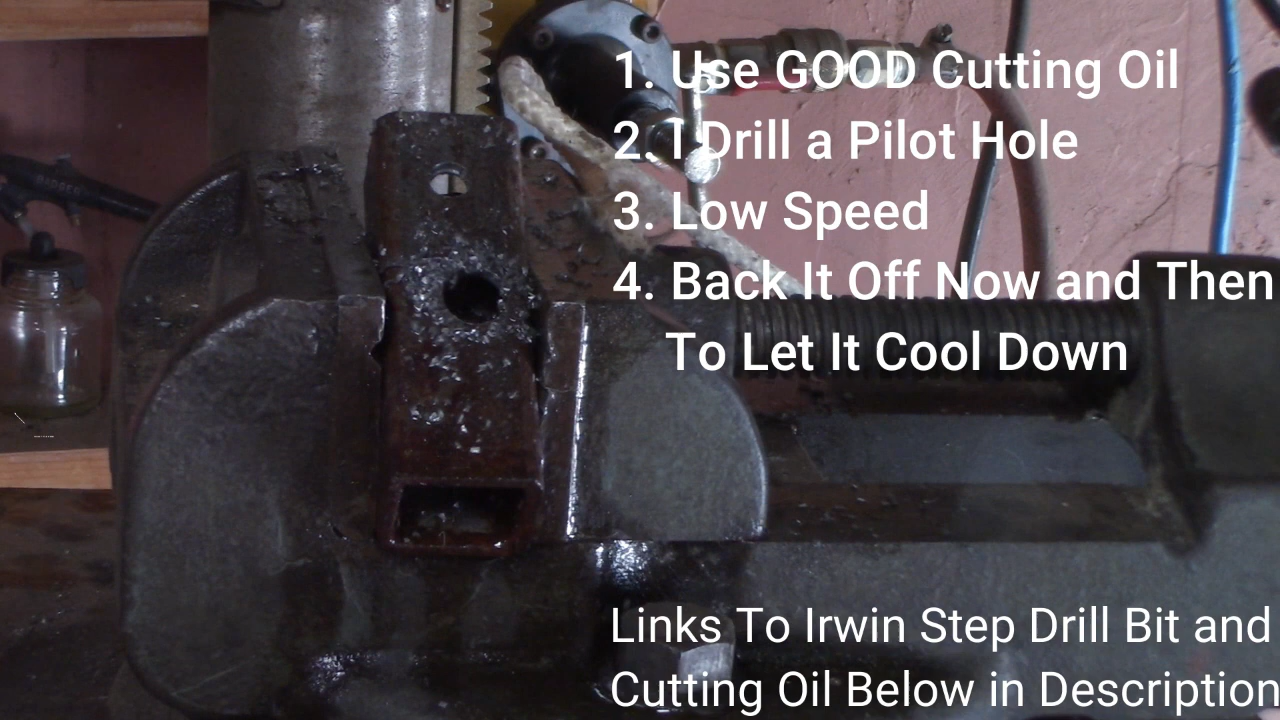 1. Use GOOD Cutting Oil
2. I Drill a Pilot Hole
3. Low Speed
4. Back It Off Now and Then
To Let It Cool Down
Links To Irwin Step Drill Bit and
Cutting Oil Below in Description